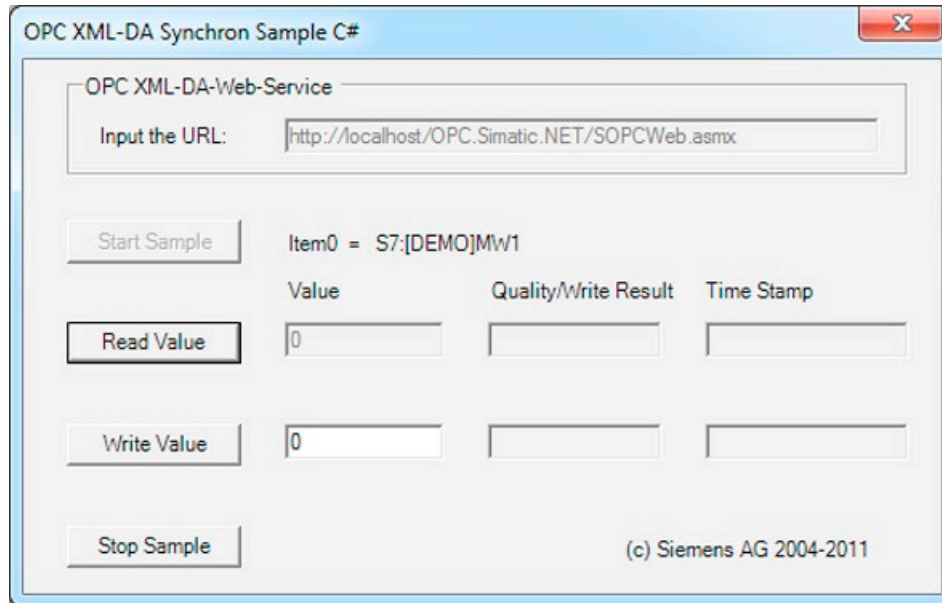 OPC XML-DA Synchron Sample C#
OPC XML-DA-Web-Service
Input the URL: http://localhost/OPC.Simatic.NET/SOPCWeb.asmx
Start Sample Item0 = S7:[DEMO]MW1
Value Quality/Write Result Time Stamp
Read Value 0
Write Value 0
Stop Sample (c) Siemens AG 2004-2011